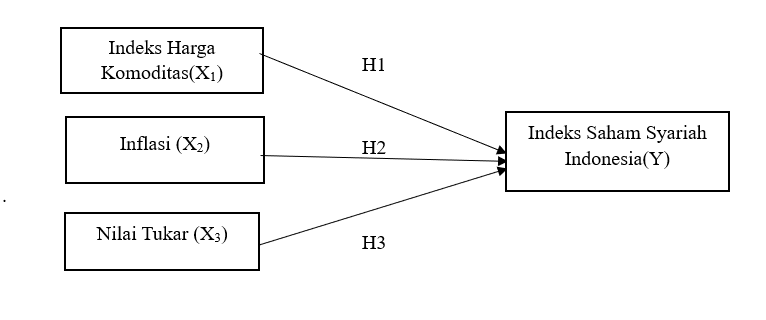 Indeks Harga
Komoditas(X₁)
H1
Inflasi (X₂)
H2
Indeks Saham Syariah
Indonesia(Y)
Nilai Tukar (X₃)
H3
.